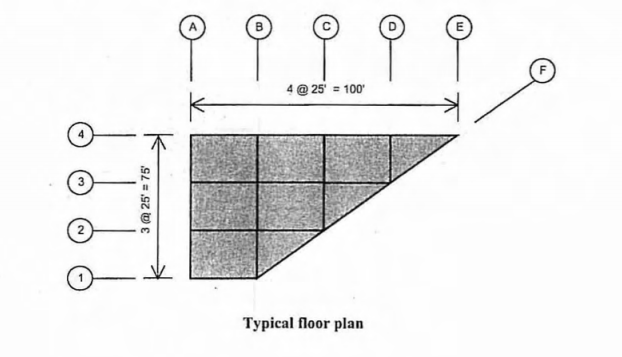 A B C D E
F
4 @ 25' = 100'
4
3
2
1
3 @ 25' = 75'
Typical floor plan